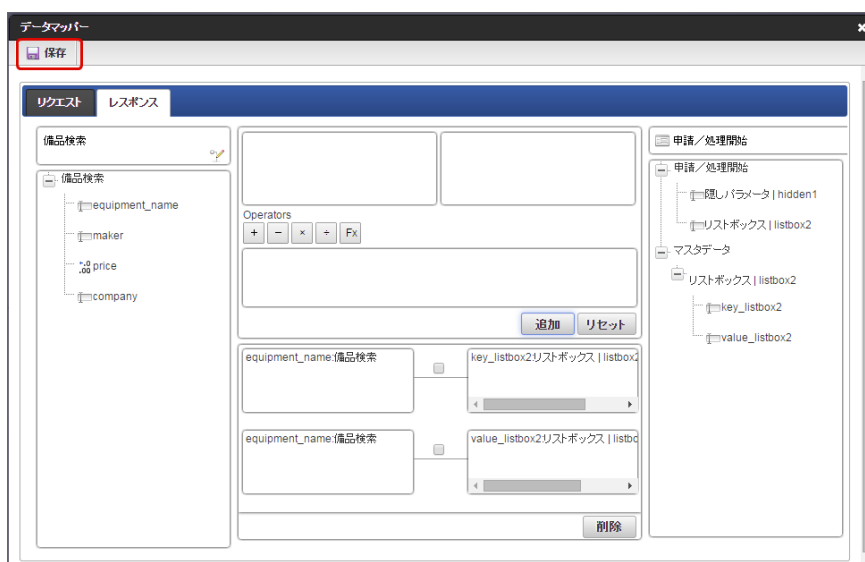 データマッパー
保存
リクエスト レスポンス
備品検索
備品検索
equipment_name
maker
price
company
Operators
+ − × ÷ Fx
追加 リセット
equipment_name:備品検索
key_listbox2:リストボックス | listbox2
equipment_name:備品検索
value_listbox2:リストボックス | listbo
削除
申請/処理開始
申請/処理開始
隠しパラメータ | hidden1
リストボックス | listbox2
マスタデータ
リストボックス | listbox2
key_listbox2
value_listbox2